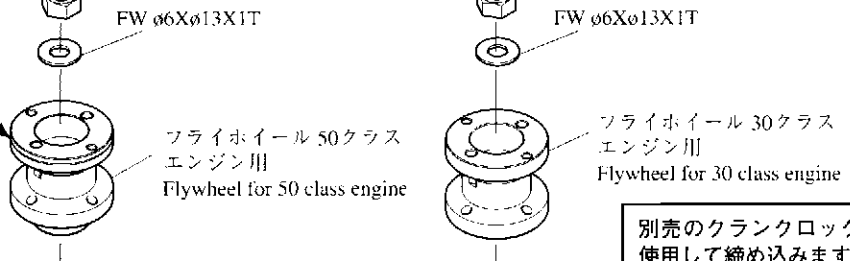 FW ø6Xø13X1T
FW ø6Xø13X1T
フライホイール 50クラス
エンジン用
Flywheel for 50 class engine
フライホイール 30クラス
エンジン用
Flywheel for 30 class engine
別売のクランクロック
使用して締め込みます